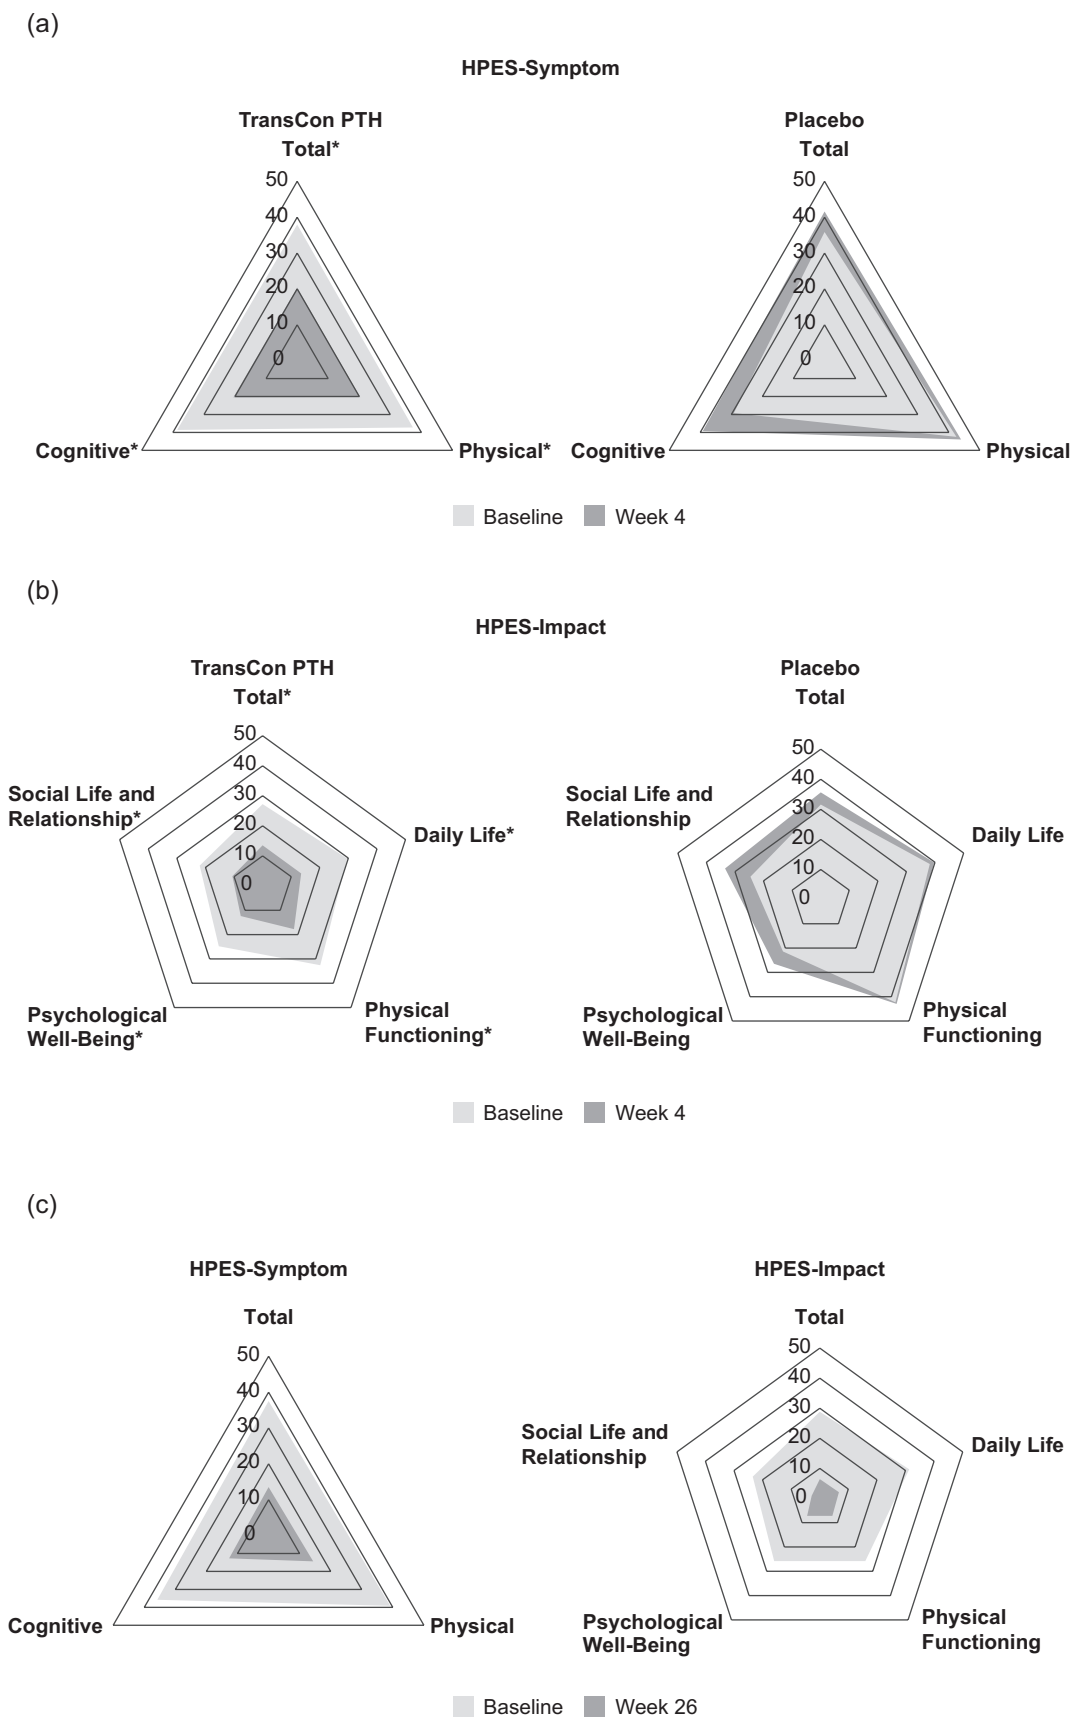 (a)
HPES-Symptom
TransCon PTH
Total*
50
40
30
20
10
0
Cognitive*
Physical*
Placebo
Total
50
40
30
20
10
0
Cognitive
Physical
Baseline
Week 4
(b)
HPES-Impact
TransCon PTH
Total*
50
40
30
20
10
0
Social Life and
Relationship*
Daily Life*
Psychological
Well-Being*
Physical
Functioning*
Placebo
Total
50
40
30
20
10
0
Social Life and
Relationship
Daily Life
Psychological
Well-Being
Physical
Functioning
Baseline
Week 4
(c)
HPES-Symptom
Total
50
40
30
20
10
0
Cognitive
Physical
HPES-Impact
Total
50
40
30
20
10
0
Social Life and
Relationship
Daily Life
Psychological
Well-Being
Physical
Functioning
Baseline
Week 26